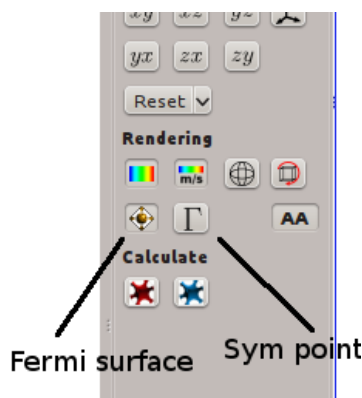 xy xz yz
yx zx zy
Reset
Rendering
m/s
Γ AA
Calculate
Fermi surface
Sym point